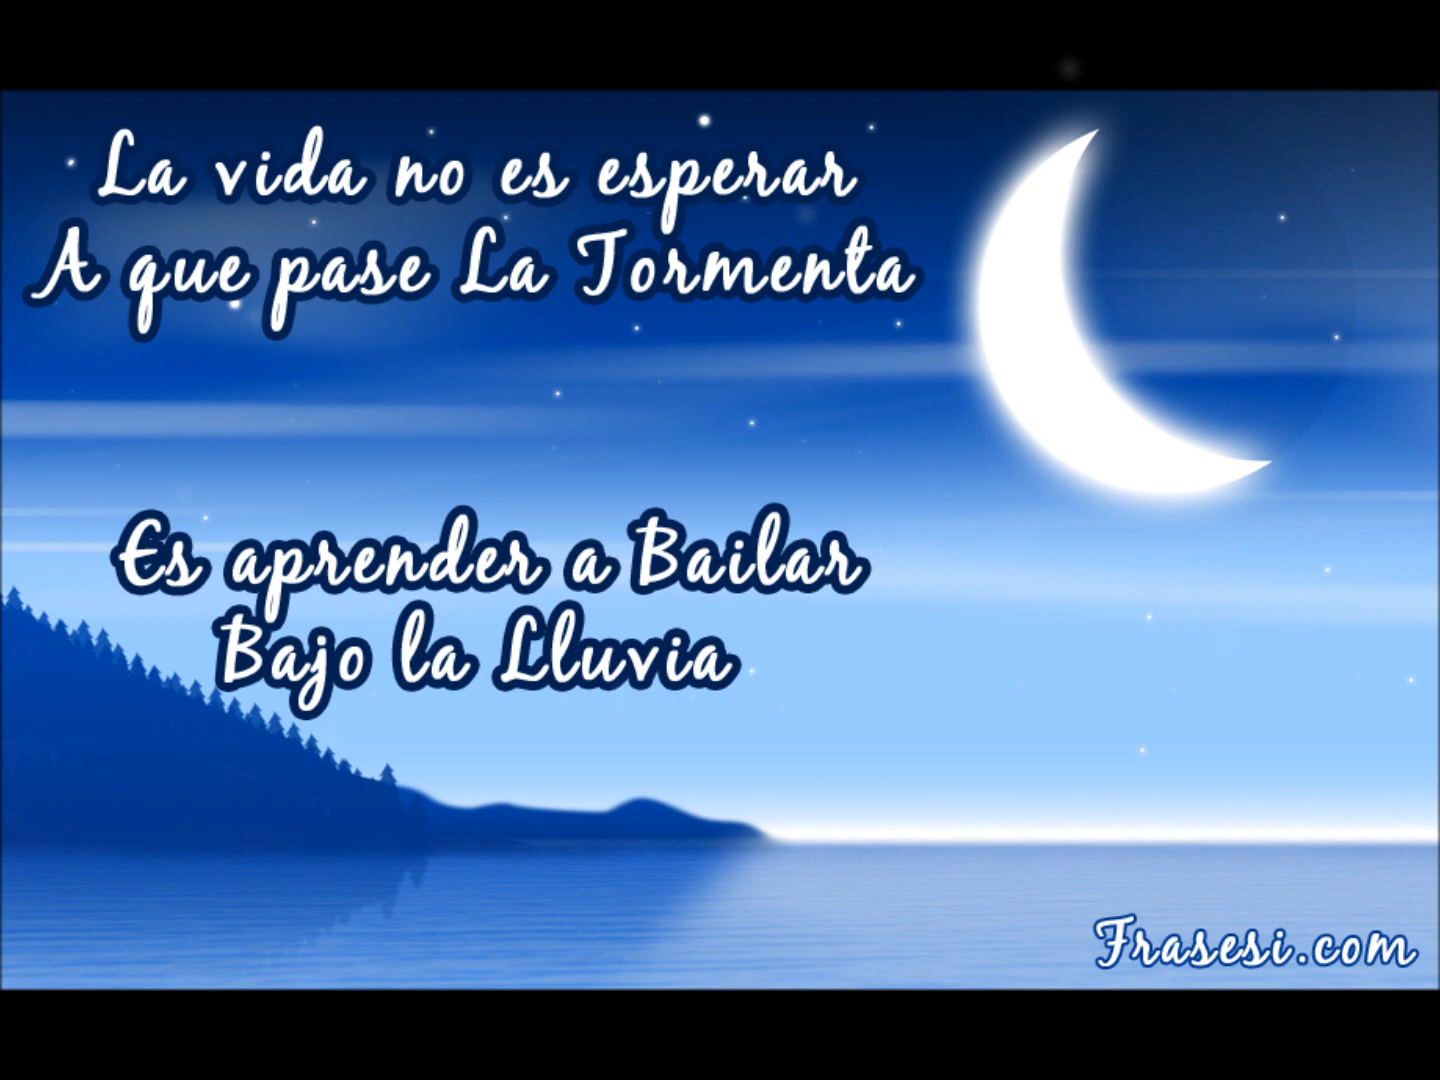 La vida no es esperar
A que pase La Tormenta
Es aprender a Bailar
Bajo la Lluvia
Frasesi.com